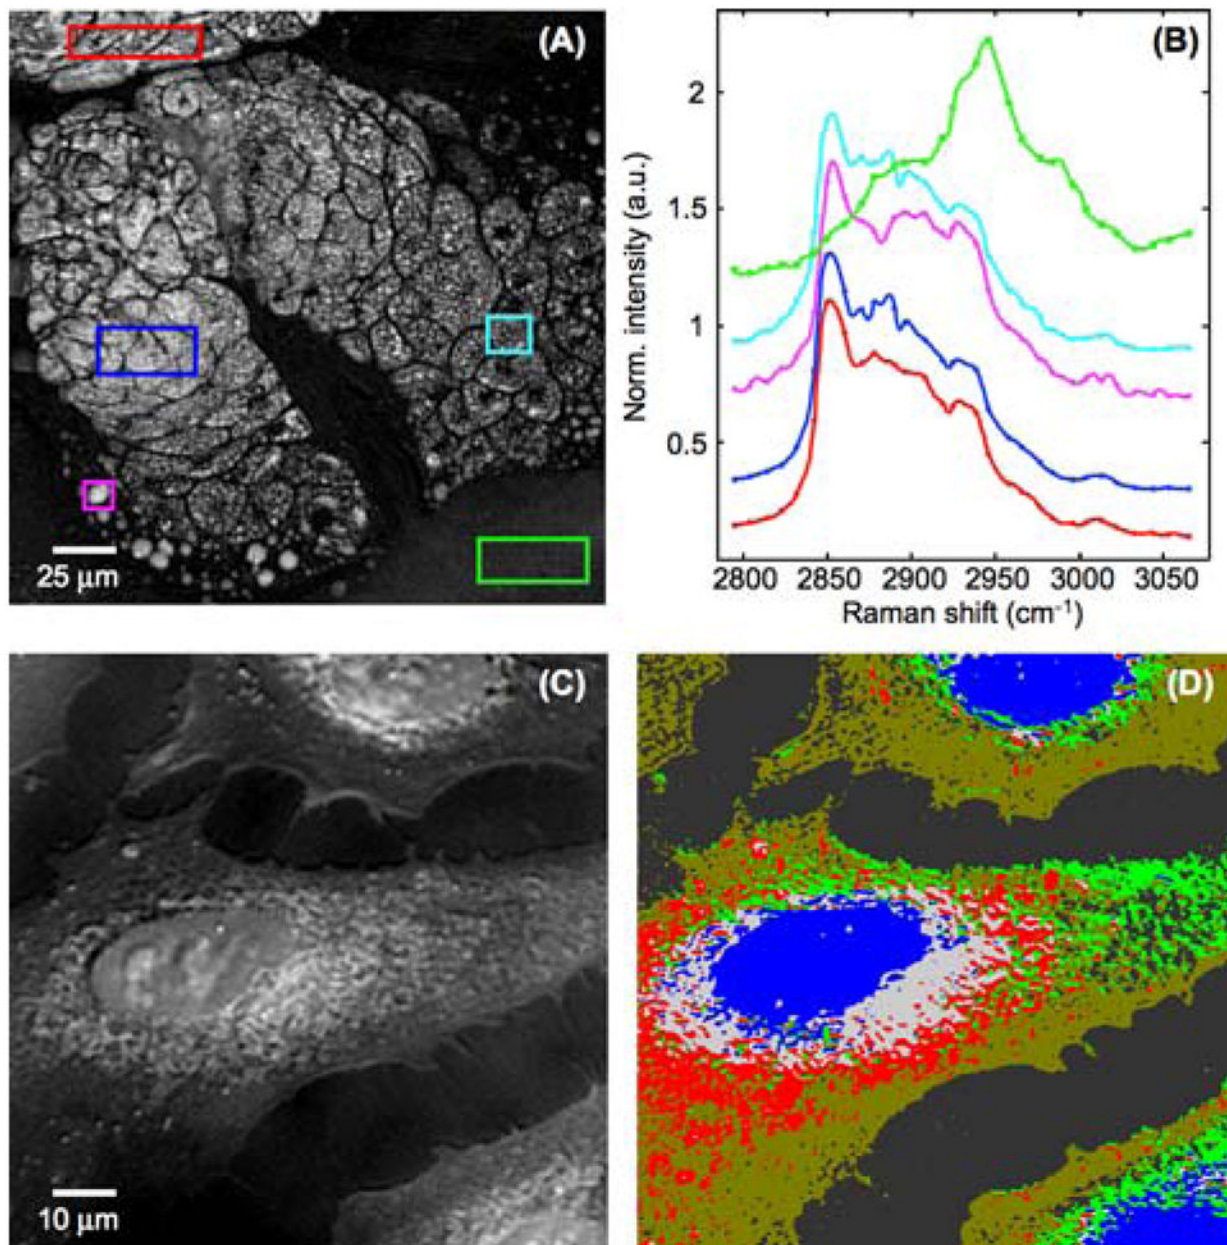 (A)
25 μm
(B)
Norm. intensity (a.u.)
2
1.5
1
0.5
2800 2850 2900 2950 3000 3050
Raman shift (cm⁻¹)
(C)
10 μm
(D)